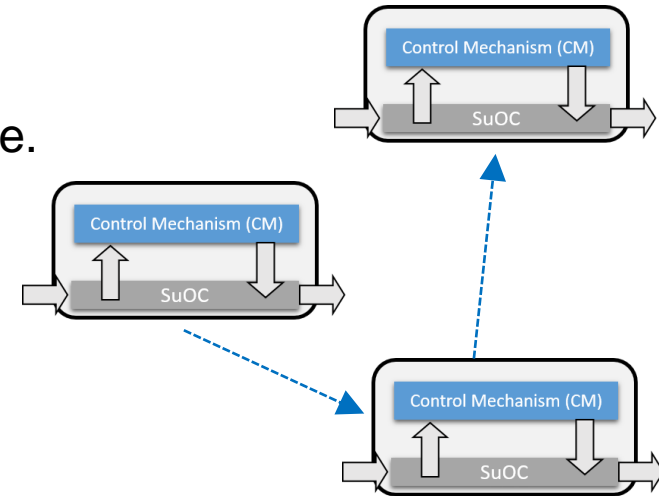 Control Mechanism (CM)
SuOC
e.
Control Mechanism (CM)
SuOC
Control Mechanism (CM)
SuOC